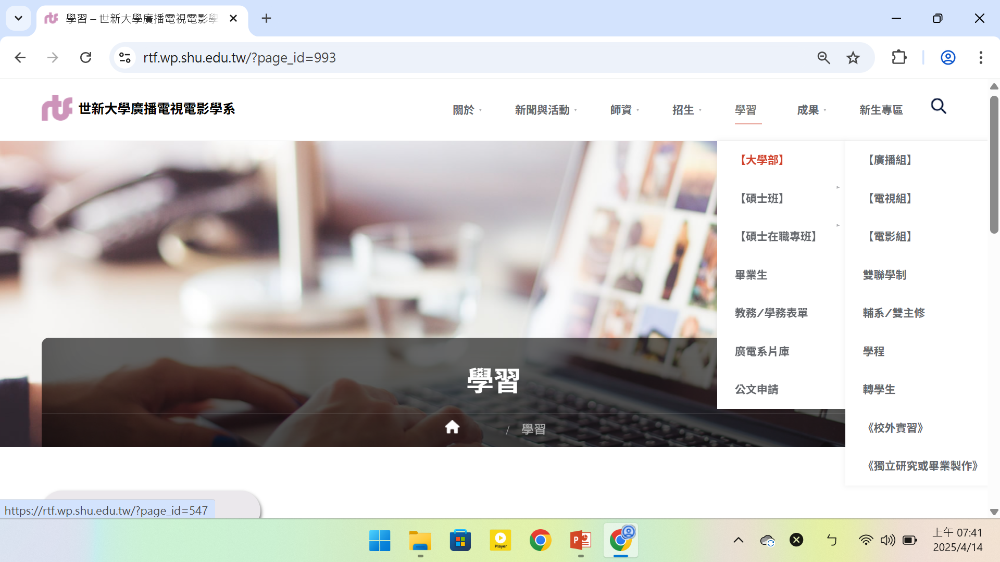 學習 – 世新大學廣播電視電影學
rtf.wp.shu.edu.tw/?page_id=993
rtf 世新大學廣播電視電影學系
關於 新聞與活動 師資 招生 學習 成果 新生專區
【大學部】
【碩士班】
【碩士在職專班】
畢業生
教務/學務表單
廣電系片庫
公文申請
【廣播組】
【電視組】
【電影組】
雙聯學制
輔系/雙主修
學程
轉學生
《校外實習》
《獨立研究或畢業製作》
學習
/ 學習
https://rtf.wp.shu.edu.tw/?page_id=547
Player
P
ㄅ
上午 07:41
2025/4/14